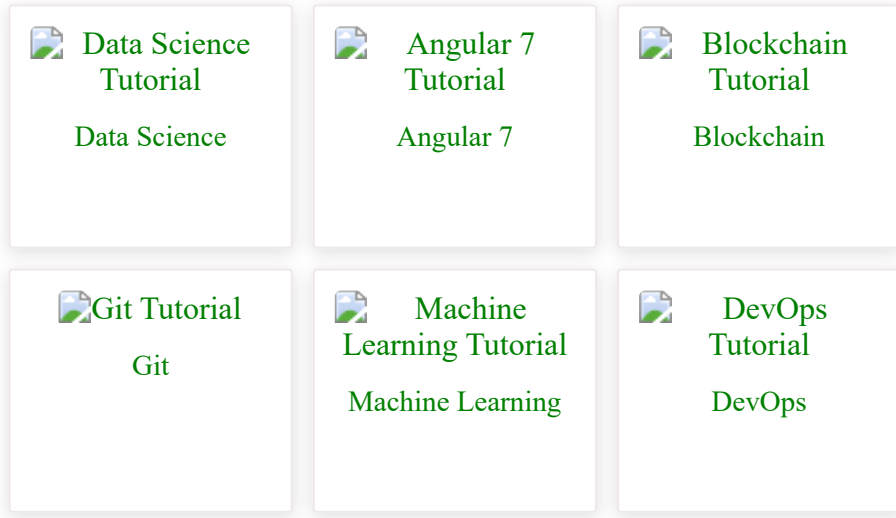 Data Science
Tutorial
Data Science
Angular 7
Tutorial
Angular 7
Blockchain
Tutorial
Blockchain
Git Tutorial
Git
Machine
Learning Tutorial
Machine Learning
DevOps
Tutorial
DevOps